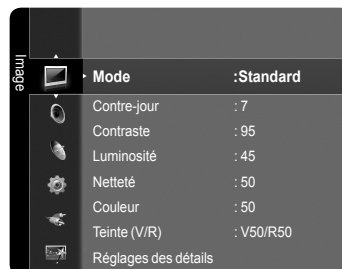 Image
Mode :Standard
Contre-jour : 7
Contraste : 95
Luminosité : 45
Netteté : 50
Couleur : 50
Teinte (V/R) : V50/R50
Réglages des détails